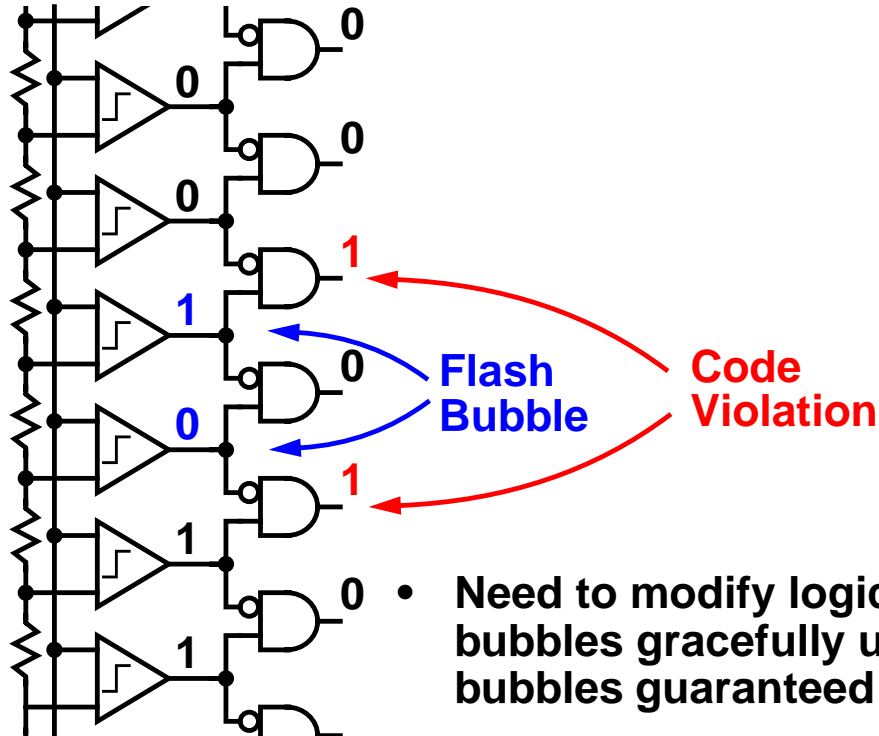 0
0
0
0
1
1
Flash
Bubble
0
Code
Violation
0
1
1
0
• Need to modify logic
bubbles gracefully u
bubbles guaranteed
1